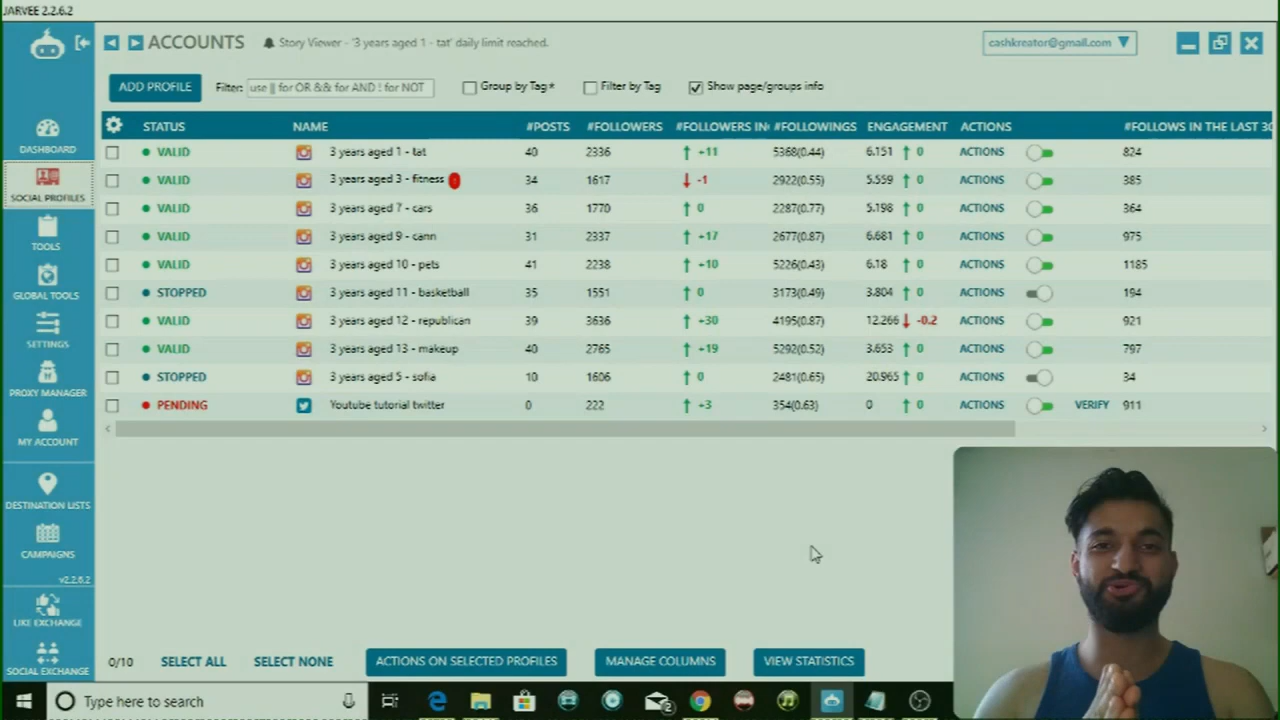 JARVEE 2.2.6.2
ACCOUNTS Story Viewer - '3 years aged 1 - tat' daily limit reached. cashkreator@gmail.com
ADD PROFILE Filter: use || for OR && for AND ! for NOT Group by Tag* Filter by Tag Show page/groups info
STATUS NAME #POSTS #FOLLOWERS #FOLLOWERS IN #FOLLOWINGS ENGAGEMENT ACTIONS #FOLLOWS IN THE LAST 30
VALID 3 years aged 1 - tat 40 2336 +11 5368(0.44) 6.151 0 ACTIONS 824
VALID 3 years aged 3 - fitness 34 1617 -1 2922(0.55) 5.559 0 ACTIONS 385
VALID 3 years aged 7 - cars 36 1770 0 2287(0.77) 5.198 0 ACTIONS 364
VALID 3 years aged 9 - cann 31 2337 +17 2677(0.87) 6.681 0 ACTIONS 975
VALID 3 years aged 10 - pets 41 2238 +10 5226(0.43) 6.18 0 ACTIONS 1185
STOPPED 3 years aged 11 - basketball 35 1551 0 3173(0.49) 3.804 0 ACTIONS 194
VALID 3 years aged 12 - republican 39 3636 +30 4195(0.87) 12.266 -0.2 ACTIONS 921
VALID 3 years aged 13 - makeup 40 2765 +19 5292(0.52) 3.653 0 ACTIONS 797
STOPPED 3 years aged 5 - sofia 10 1606 0 2481(0.65) 20.965 0 ACTIONS 34
PENDING Youtube tutorial twitter 0 222 +3 354(0.63) 0 0 ACTIONS VERIFY 911
DASHBOARD
SOCIAL PROFILES
TOOLS
GLOBAL TOOLS
SETTINGS
PROXY MANAGER
MY ACCOUNT
DESTINATION LISTS
CAMPAIGNS
v2.2.6.2
LIKE EXCHANGE
SOCIAL EXCHANGE
0/10 SELECT ALL SELECT NONE ACTIONS ON SELECTED PROFILES MANAGE COLUMNS VIEW STATISTICS
Type here to search 2